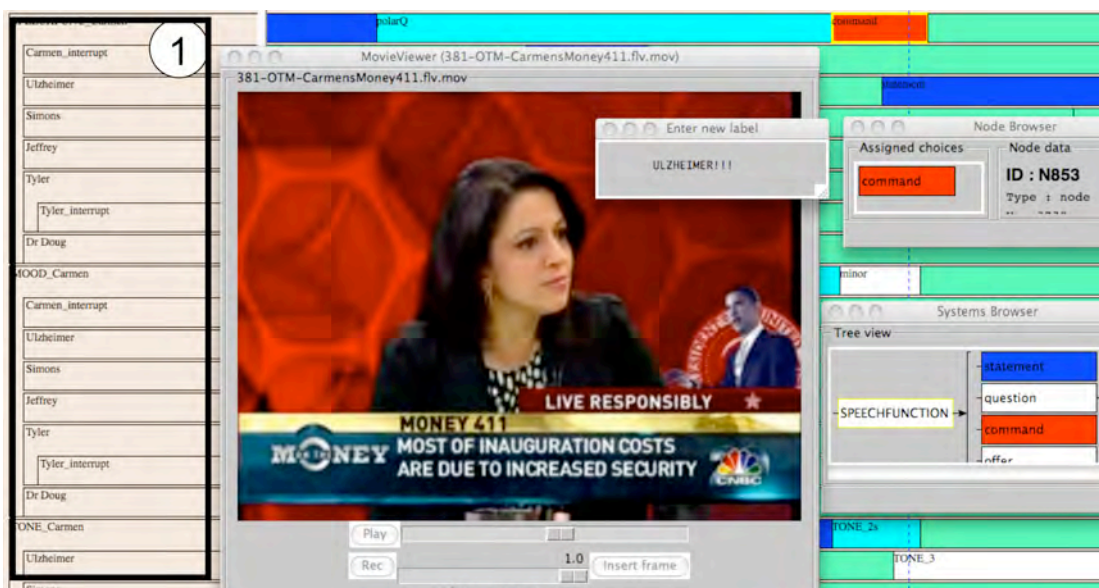 polarQ
command
1
Carmen_interrupt
Ulzheimer
Simons
Jeffrey
Tyler
Tyler_interrupt
Dr Doug
MOOD_Carmen
Carmen_interrupt
Ulzheimer
Simons
Jeffrey
Tyler
Tyler_interrupt
Dr Doug
TONE_Carmen
Ulzheimer
MovieViewer (381-OTM-CarmensMoney411.flv.mov)
381-OTM-CarmensMoney411.flv.mov
LIVE RESPONSIBLY
MONEY 411
MONEY
MOST OF INAUGURATION COSTS
ARE DUE TO INCREASED SECURITY
CNBC
Play
Rec
1.0
Insert frame
Enter new label
ULZHEIMER!!!
statement
Node Browser
Assigned choices
command
Node data
ID : N853
Type : node
minor
Systems Browser
Tree view
SPEECHFUNCTION
statement
question
command
offer
TONE_2s
TONE_3